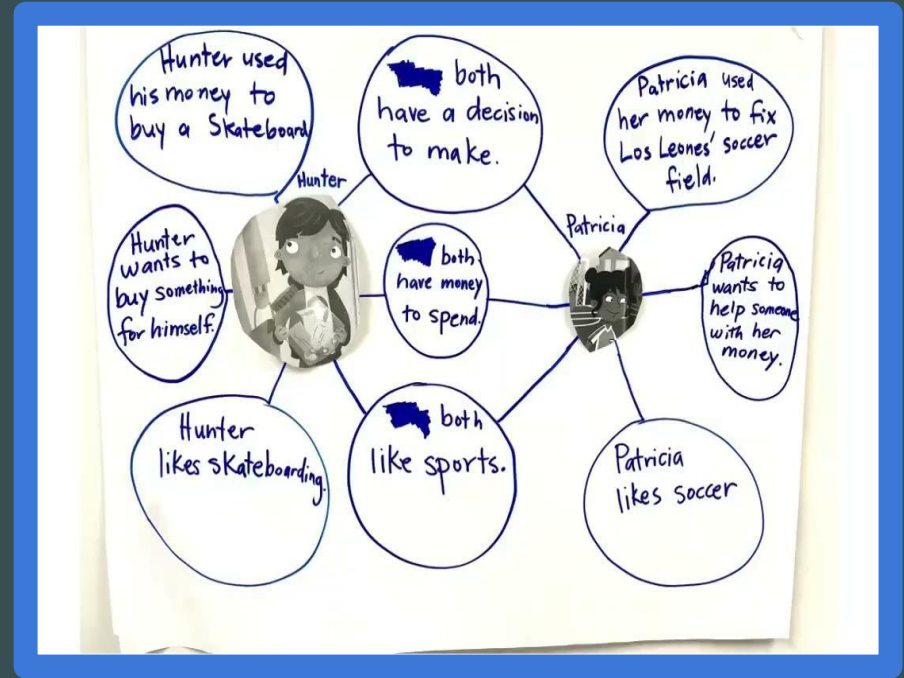 Hunter used
his money to
buy a Skateboard
both
have a decision
to make.
Patricia used
her money to fix
Los Leones' soccer
field.
Hunter
Patricia
Hunter
wants to
buy something
for himself.
both
have money
to spend.
Patricia
wants to
help someone
with her
money.
Hunter
likes skateboarding.
both
like sports.
Patricia
likes soccer